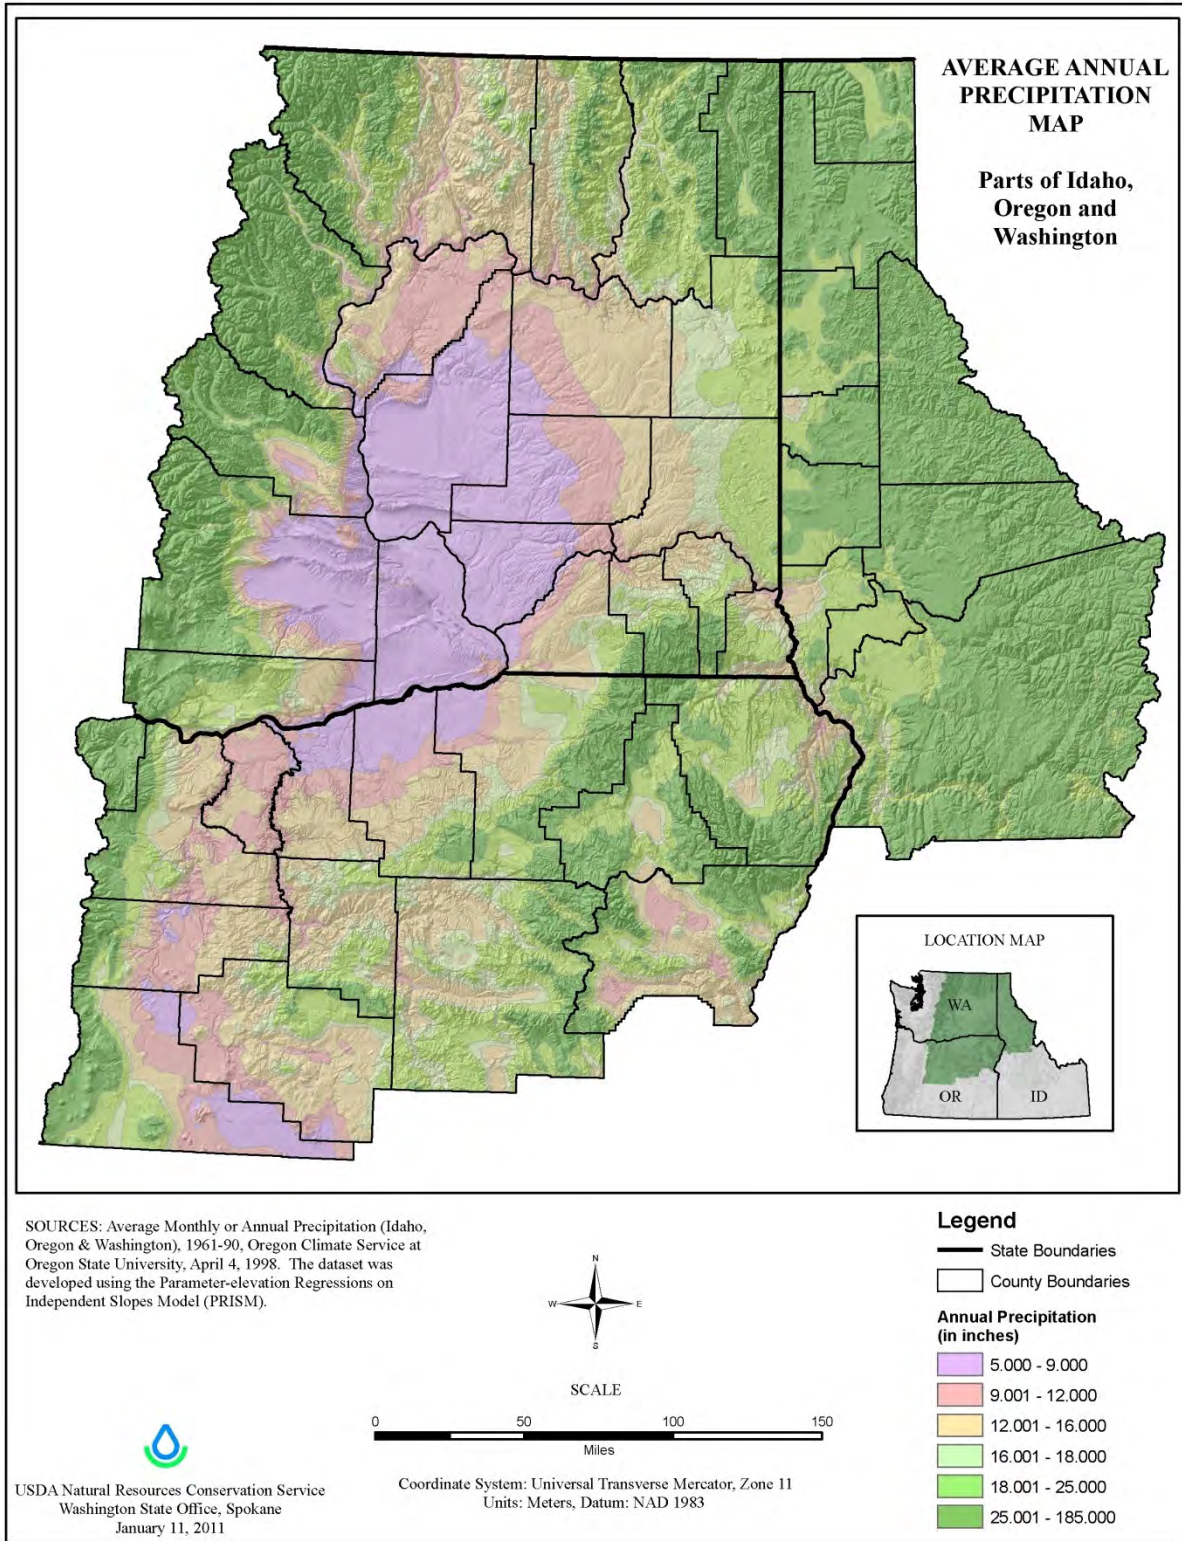 AVERAGE ANNUAL
PRECIPITATION
MAP
Parts of Idaho,
Oregon and
Washington
LOCATION MAP
WA
OR
ID
SOURCES: Average Monthly or Annual Precipitation (Idaho,
Oregon & Washington), 1961-90, Oregon Climate Service at
Oregon State University, April 4, 1998. The dataset was
developed using the Parameter-elevation Regressions on
Independent Slopes Model (PRISM).
N
W
E
S
SCALE
0 50 100 150
Miles
Coordinate System: Universal Transverse Mercator, Zone 11
Units: Meters, Datum: NAD 1983
USDA Natural Resources Conservation Service
Washington State Office, Spokane
January 11, 2011
Legend
State Boundaries
County Boundaries
Annual Precipitation
(in inches)
5.000 - 9.000
9.001 - 12.000
12.001 - 16.000
16.001 - 18.000
18.001 - 25.000
25.001 - 185.000